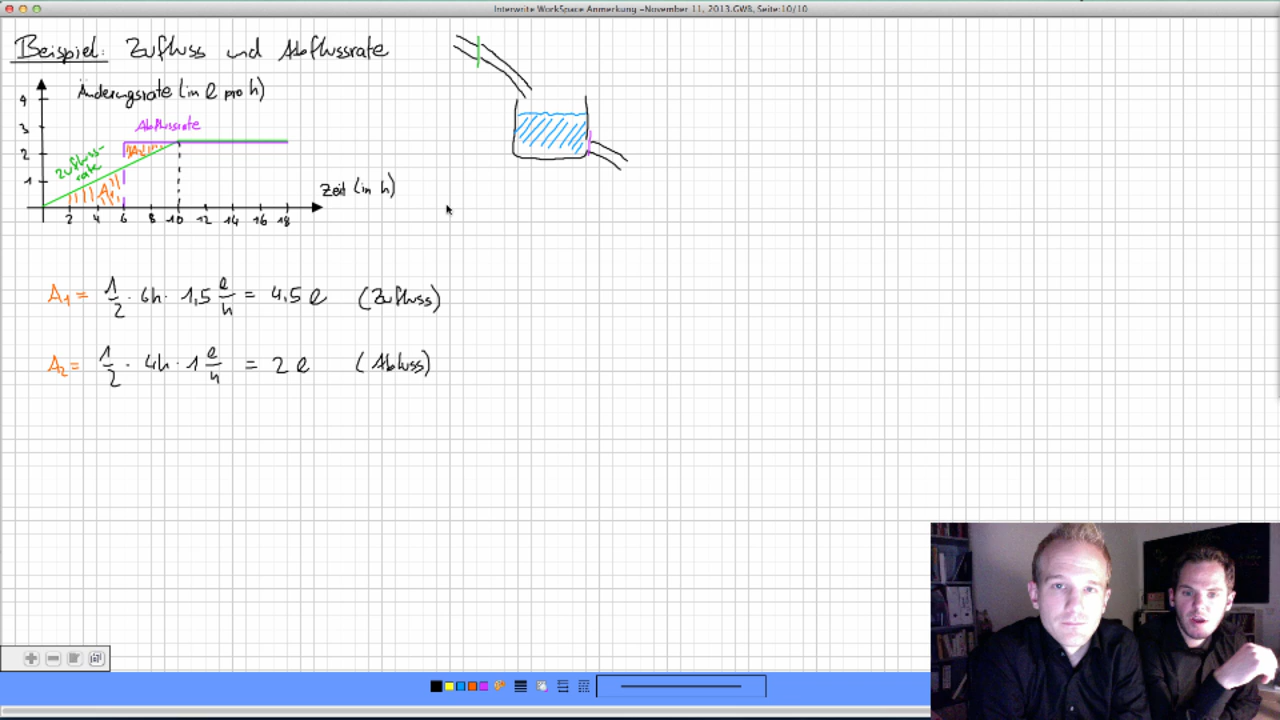 Interwrite WorkSpace Anmerkung -November 11, 2013.GWB, Seite:10/10
Beispiel: Zufluss und Abflussrate
Änderungsrate (in l pro h)
4
3
2
1
Abflussrate
Zufluss-
rate
A2
A1
Zeit (in h)
2 4 6 8 10 12 14 16 18
A1 = 1/2 · 6h · 1,5 l/h = 4,5 l (Zufluss)
A2 = 1/2 · 4h · 1 l/h = 2 l (Abluss)